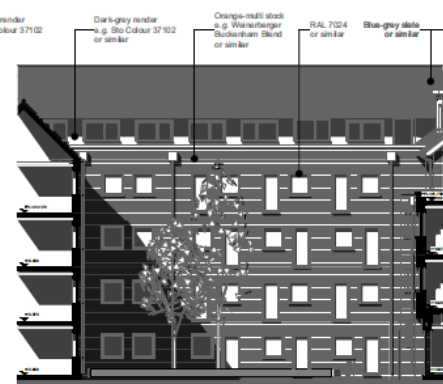 render
colour 37102
Dark-grey render
e.g. Sto Colour 37102
or similar
Orange-multi stock
e.g. Weinerberger
Buckenham Blend
or similar
RAL 7024
or similar
Blue-grey slate
or similar